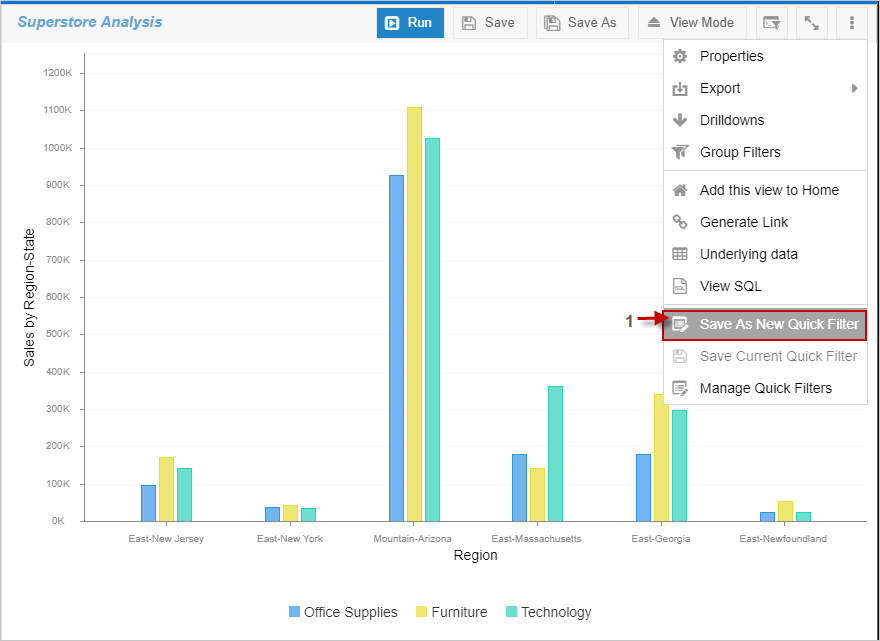 Superstore Analysis
Run
Save
Save As
View Mode
Properties
Export
Drilldowns
Group Filters
Add this view to Home
Generate Link
Underlying data
SQL
View SQL
1
Save As New Quick Filter
Save Current Quick Filter
Manage Quick Filters
Sales by Region-State
1200K
1100K
1000K
900K
800K
700K
600K
500K
400K
300K
200K
100K
0K
East-New Jersey
East-New York
Mountain-Arizona
East-Massachusetts
East-Georgia
East-Newfoundland
Region
Office Supplies
Furniture
Technology